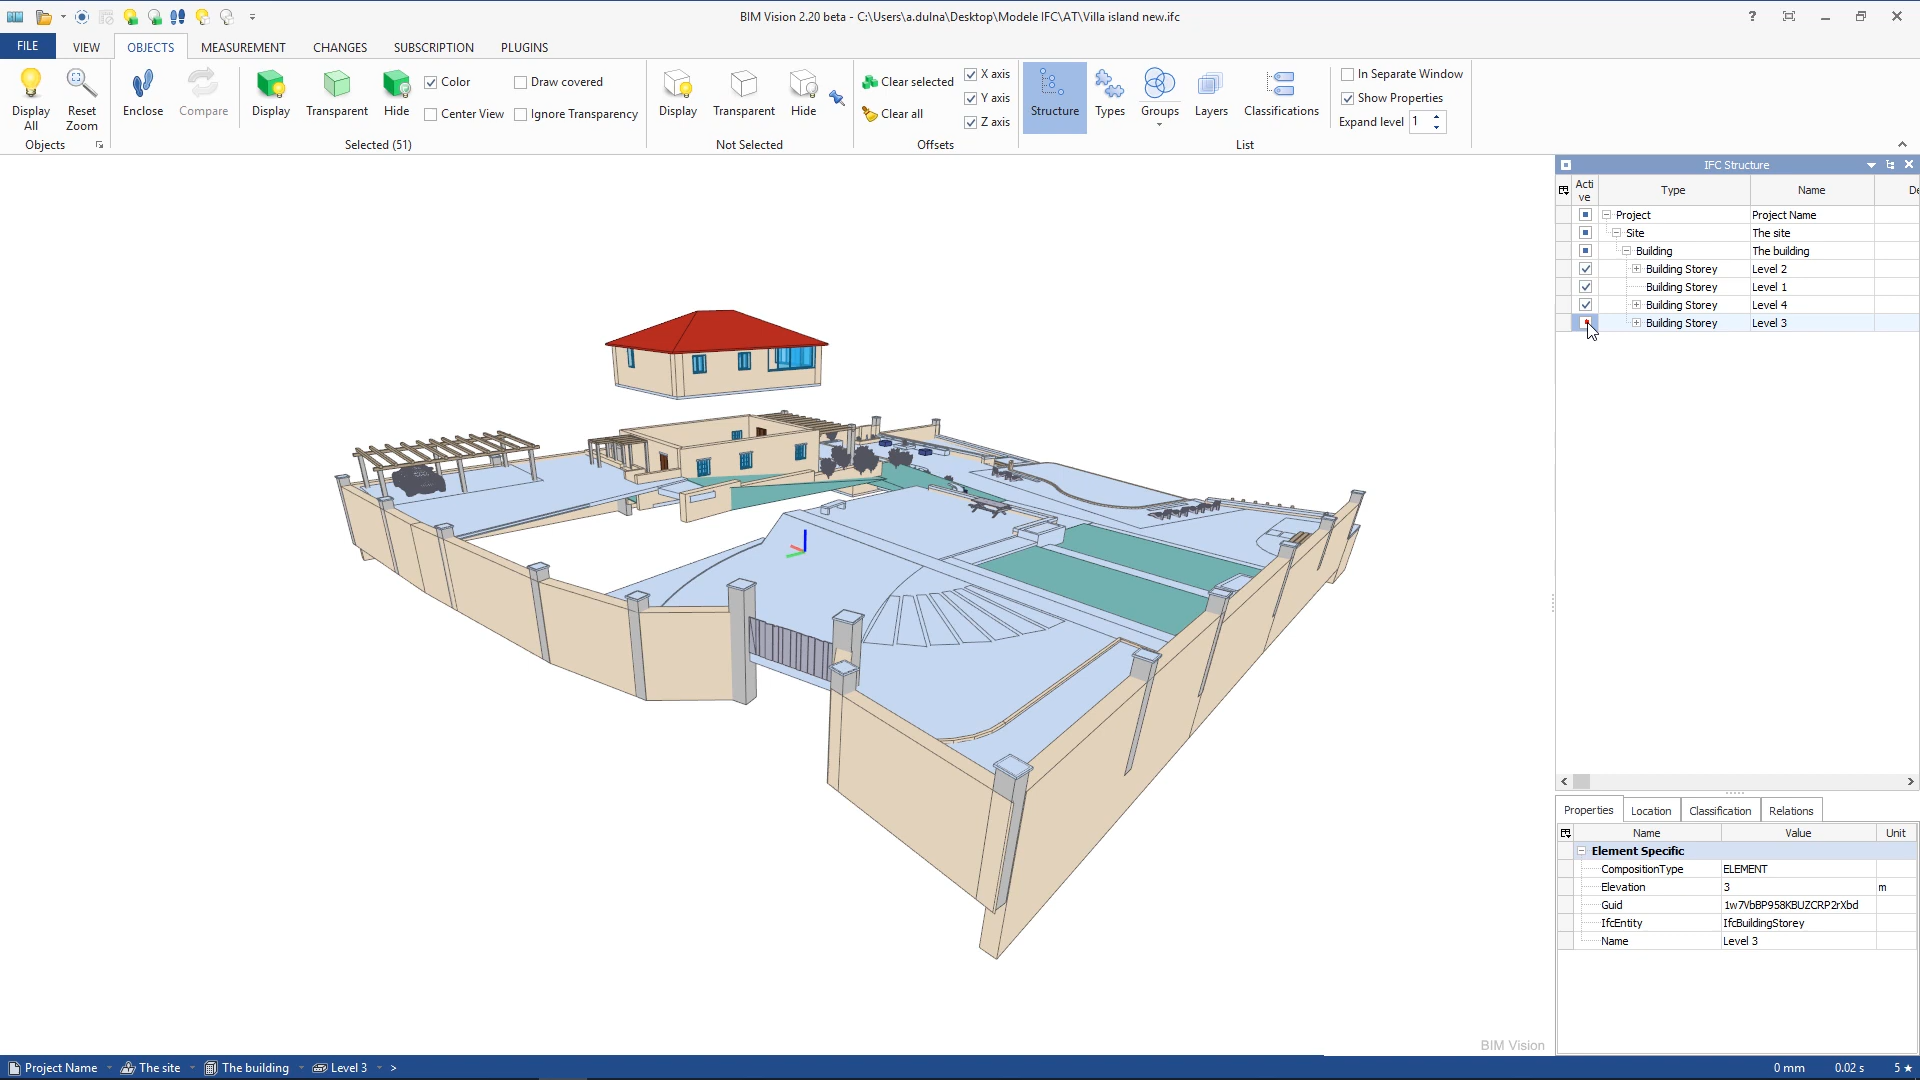 BIM Vision 2.20 beta - C:\Users\a.dulna\Desktop\Modele IFC\AT\Villa island new.ifc
FILE VIEW OBJECTS MEASUREMENT CHANGES SUBSCRIPTION PLUGINS
Display All
Reset Zoom
Objects
Enclose
Compare
Display
Transparent
Hide
Color
Center View
Draw covered
Ignore Transparency
Selected (51)
Display
Transparent
Hide
Not Selected
Clear selected
Clear all
X axis
Y axis
Z axis
Offsets
Structure
Types
Groups
Layers
Classifications
In Separate Window
Show Properties
Expand level 1
List
IFC Structure
Acti
ve
Type Name De
Project Project Name
Site The site
Building The building
Building Storey Level 2
Building Storey Level 1
Building Storey Level 4
Building Storey Level 3
Properties Location Classification Relations
Name Value Unit
Element Specific
CompositionType ELEMENT
Elevation 3 m
Guid 1w7VbBP958KBUZCRP2rXbd
IfcEntity IfcBuildingStorey
Name Level 3
BIM Vision
Project Name The site The building Level 3 >
0 mm 0.02 s 5